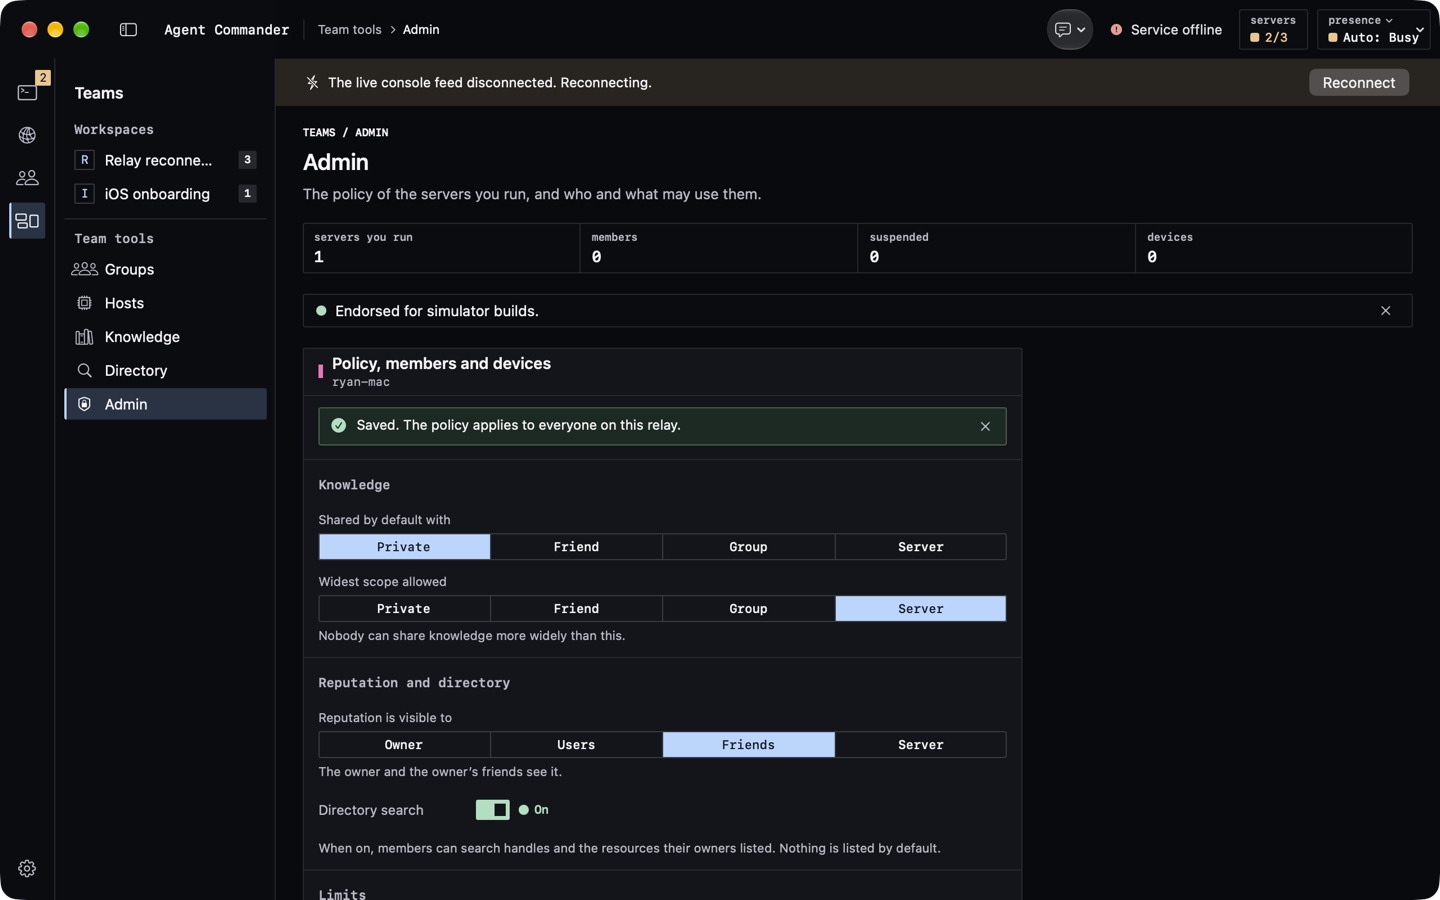 Agent Commander
Team tools > Admin
Service offline
servers
2/3
presence
Auto: Busy
2
Teams
Workspaces
R Relay reconne... 3
I iOS onboarding 1
Team tools
Groups
Hosts
Knowledge
Directory
Admin
The live console feed disconnected. Reconnecting.
Reconnect
TEAMS / ADMIN
Admin
The policy of the servers you run, and who and what may use them.
servers you run
1
members
0
suspended
0
devices
0
Endorsed for simulator builds.
Policy, members and devices
ryan-mac
Saved. The policy applies to everyone on this relay.
Knowledge
Shared by default with
Private Friend Group Server
Widest scope allowed
Private Friend Group Server
Nobody can share knowledge more widely than this.
Reputation and directory
Reputation is visible to
Owner Users Friends Server
The owner and the owner’s friends see it.
Directory search On
When on, members can search handles and the resources their owners listed. Nothing is listed by default.
Limits